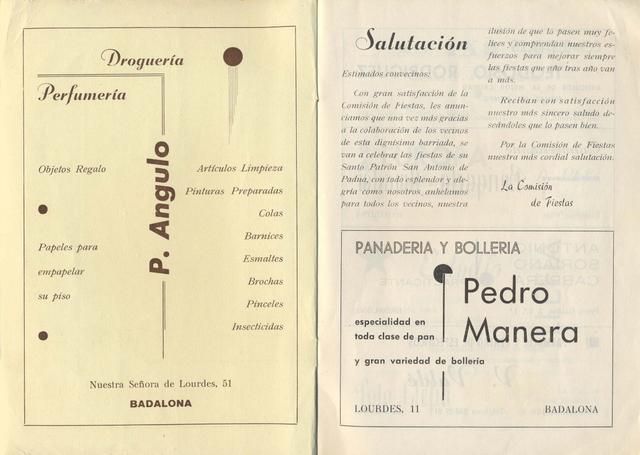 Droguería
Perfumería
P. Angulo
Objetos Regalo
Papeles para
empapelar
su piso
Artículos Limpieza
Pinturas Preparadas
Colas
Barnices
Esmaltes
Brochas
Pinceles
Insecticidas
Nuestra Señora de Lourdes, 51
BADALONA
Salutación
Estimados convecinos:
Con gran satisfacción de la
Comisión de Fiestas, les anun-
ciamos que una vez más gracias
a la colaboración de los vecinos
de esta dignísima barriada, se
van a celebrar las fiestas de su
Santo Patrón San Antonio de
Padua, con todo esplendor y ale-
gría como nosotros anhelamos
para todos los vecinos, nuestra
ilusión de que lo pasen muy fe-
lices y comprendan nuestros es-
fuerzos para mejorar siempre
las fiestas que año tras año van
a más.
Reciban con satisfacción
nuestro más sincero saludo de-
seándoles que lo pasen bien.
Por la Comisión de Fiestas
nuestra más cordial salutación.
La Comisión
de Fiestas
PANADERIA Y BOLLERIA
Pedro
Manera
especialidad en
toda clase de pan
y gran variedad de bollería
LOURDES, 11
BADALONA